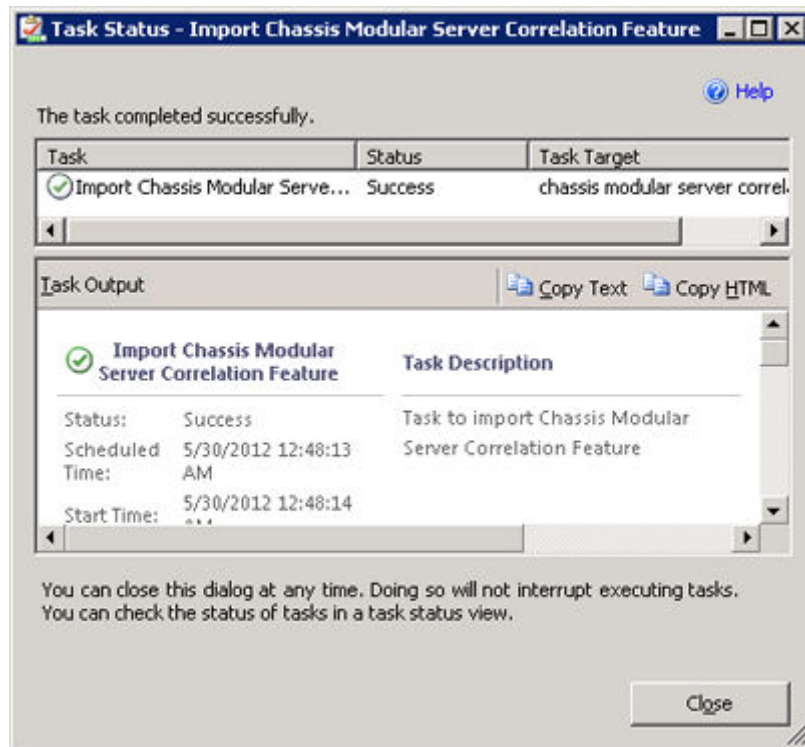 Task Status - Import Chassis Modular Server Correlation Feature
Help
The task completed successfully.
Task Status Task Target
Import Chassis Modular Serve... Success chassis modular server correl
Task Output Copy Text Copy HTML
Import Chassis Modular
Server Correlation Feature
Task Description
Status: Success
Scheduled Time: 5/30/2012 12:48:13 AM
Start Time: 5/30/2012 12:48:14
Task to import Chassis Modular
Server Correlation Feature
You can close this dialog at any time. Doing so will not interrupt executing tasks.
You can check the status of tasks in a task status view.
Close